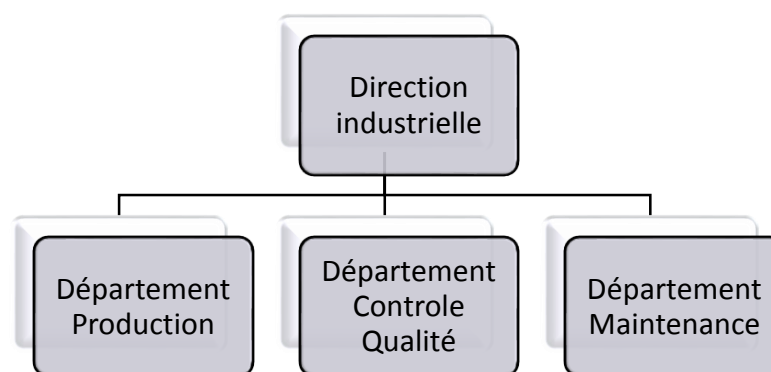 Direction
industrielle
Département
Production
Département
Controle
Qualité
Département
Maintenance